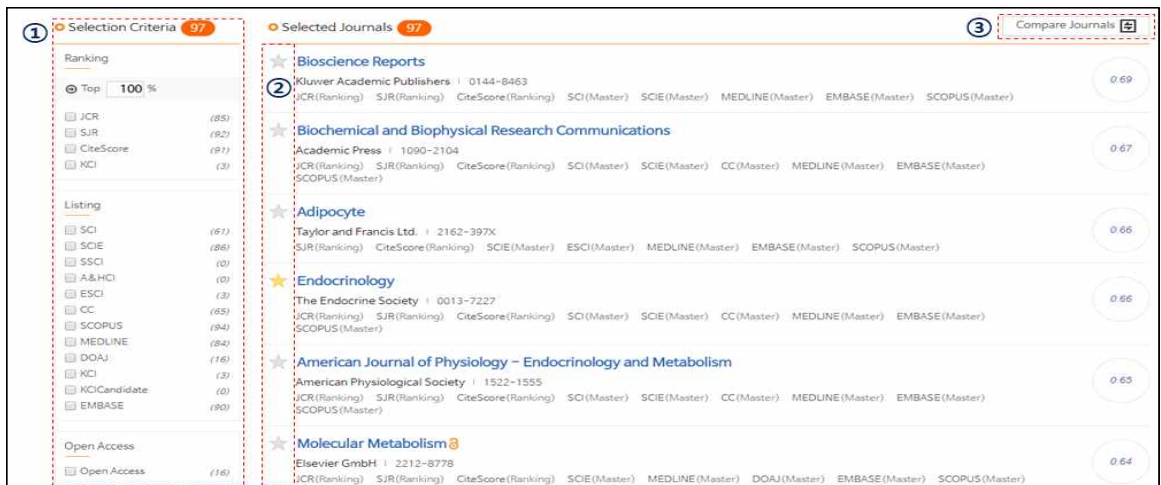 ① Selection Criteria 97
Ranking
Top 100 %
JCR (85)
SJR (92)
CiteScore (91)
KCI (3)
Listing
SCI (61)
SCIE (86)
SSCI (0)
A&HCI (0)
ESCI (3)
CC (65)
SCOPUS (94)
MEDLINE (84)
DOAJ (16)
KCI (3)
KCICandidate (0)
EMBASE (90)
Open Access
Open Access (16)
Selected Journals 97
③ Compare Journals
②
Bioscience Reports
Kluwer Academic Publishers | 0144-8463
JCR(Ranking) SJR(Ranking) CiteScore(Ranking) SCI(Master) SCIE(Master) MEDLINE(Master) EMBASE(Master) SCOPUS(Master)
0.69
Biochemical and Biophysical Research Communications
Academic Press | 1090-2104
JCR(Ranking) SJR(Ranking) CiteScore(Ranking) SCI(Master) SCIE(Master) CC(Master) MEDLINE(Master) EMBASE(Master)
SCOPUS(Master)
0.67
Adipocyte
Taylor and Francis Ltd. | 2162-397X
SJR(Ranking) CiteScore(Ranking) SCIE(Master) ESCI(Master) MEDLINE(Master) EMBASE(Master) SCOPUS(Master)
0.66
Endocrinology
The Endocrine Society | 0013-7227
JCR(Ranking) SJR(Ranking) CiteScore(Ranking) SCI(Master) SCIE(Master) CC(Master) MEDLINE(Master) EMBASE(Master)
SCOPUS(Master)
0.66
American Journal of Physiology - Endocrinology and Metabolism
American Physiological Society | 1522-1555
JCR(Ranking) SJR(Ranking) CiteScore(Ranking) SCI(Master) SCIE(Master) CC(Master) MEDLINE(Master) EMBASE(Master)
SCOPUS(Master)
0.65
Molecular Metabolism
Elsevier GmbH | 2212-8778
JCR(Ranking) SJR(Ranking) CiteScore(Ranking) SCIE(Master) MEDLINE(Master) DOAJ(Master) EMBASE(Master) SCOPUS(Master)
0.64